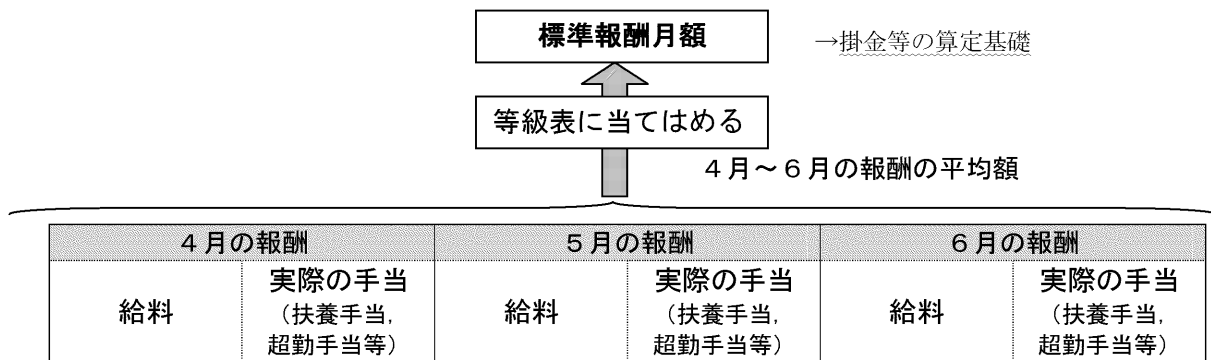 標準報酬月額
→掛金等の算定基礎
等級表に当てはめる
４月～６月の報酬の平均額
４月の報酬
５月の報酬
６月の報酬
給料
実際の手当
（扶養手当，
超勤手当等）
給料
実際の手当
（扶養手当，
超勤手当等）
給料
実際の手当
（扶養手当，
超勤手当等）